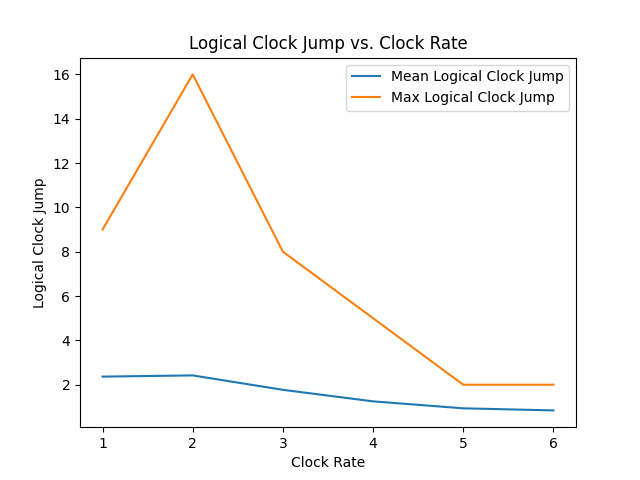 Logical Clock Jump vs. Clock Rate
Mean Logical Clock Jump
Max Logical Clock Jump
16
14
12
10
8
6
4
2
Logical Clock Jump
1 2 3 4 5 6
Clock Rate